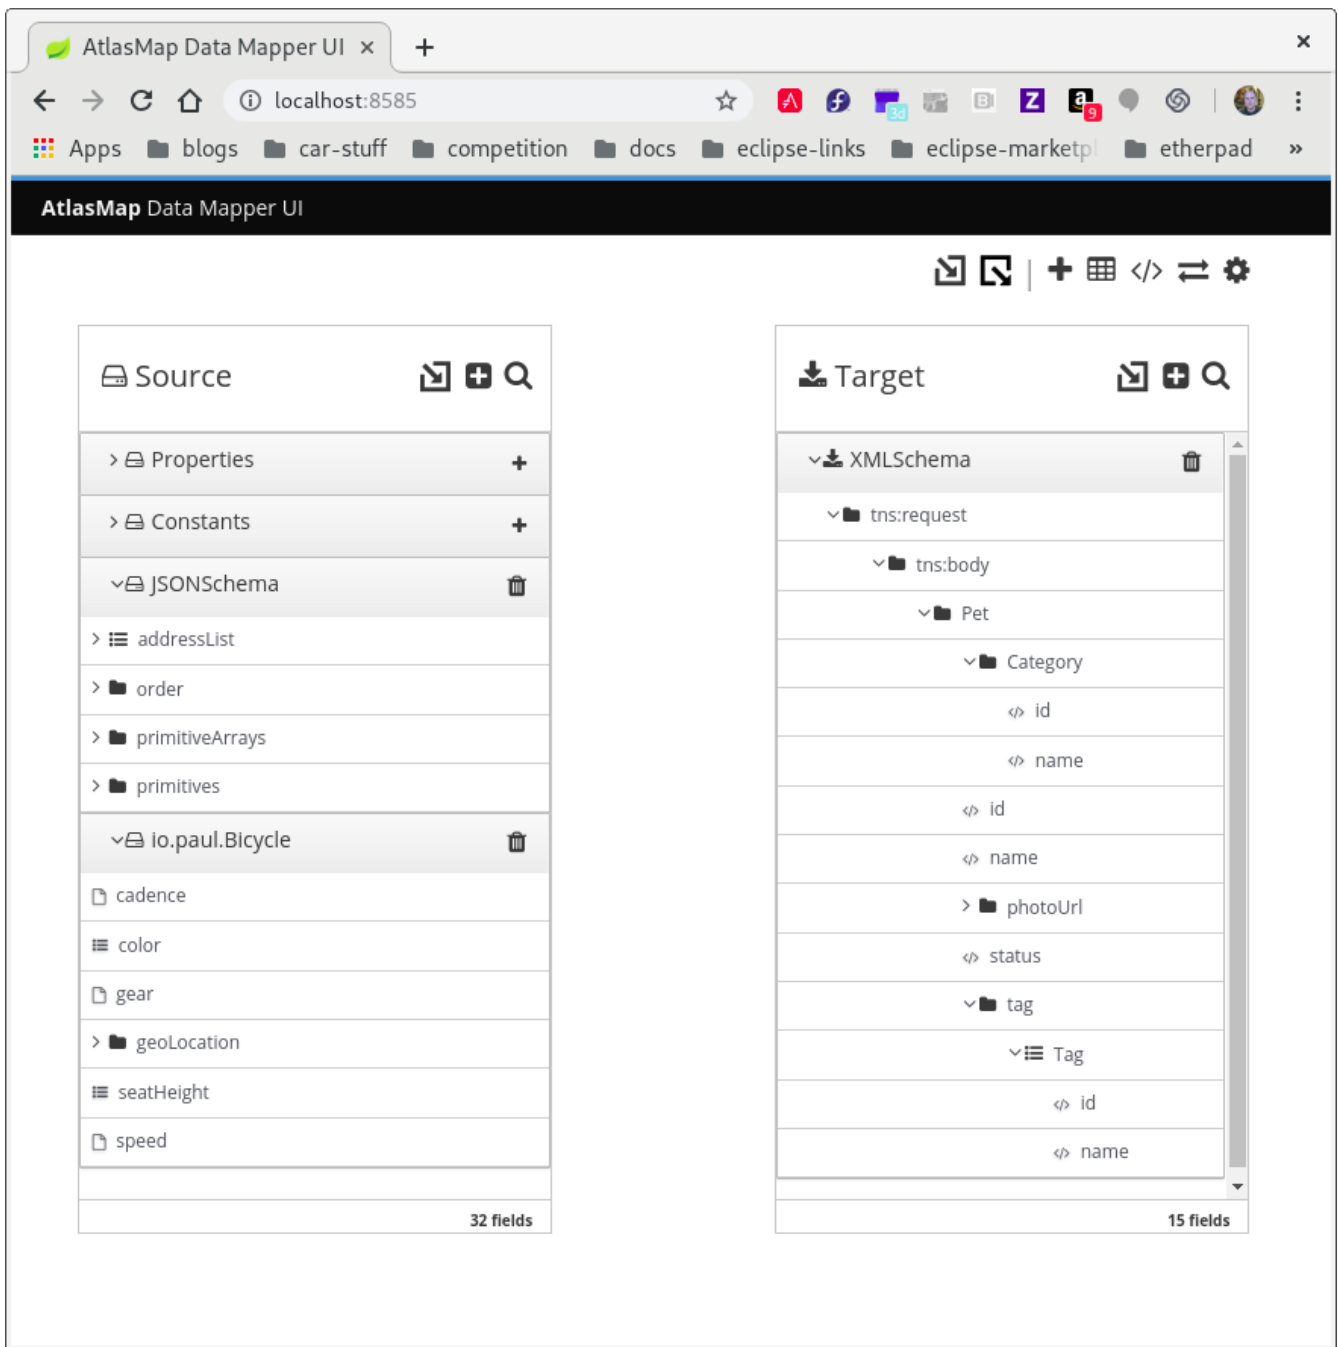 AtlasMap Data Mapper UI
localhost:8585
3d
B
Z
a
9
Apps blogs car-stuff competition docs eclipse-links eclipse-marketpl etherpad »
AtlasMap Data Mapper UI
Source
Properties
Constants
JSONSchema
addressList
order
primitiveArrays
primitives
io.paul.Bicycle
cadence
color
gear
geoLocation
seatHeight
speed
32 fields
Target
XMLSchema
tns:request
tns:body
Pet
Category
</> id
</> name
</> id
</> name
photoUrl
</> status
tag
Tag
</> id
</> name
15 fields